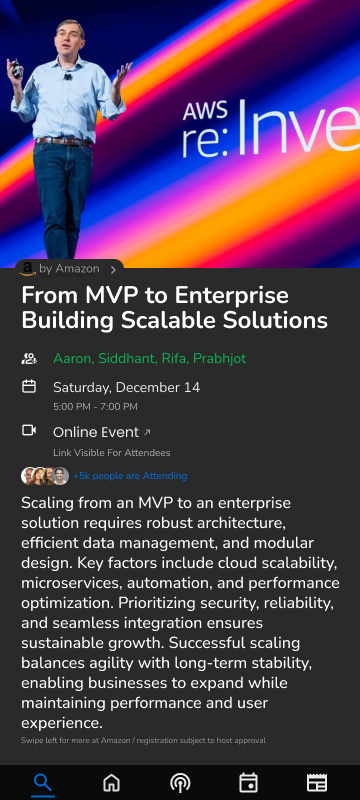 AWS
re:Inve
a by Amazon
From MVP to Enterprise
Building Scalable Solutions
Aaron, Siddhant, Rifa, Prabhjot
Saturday, December 14
5:00 PM - 7:00 PM
Online Event
Link Visible For Attendees
+5k people are Attending
Scaling from an MVP to an enterprise
solution requires robust architecture,
efficient data management, and modular
design. Key factors include cloud scalability,
microservices, automation, and performance
optimization. Prioritizing security, reliability,
and seamless integration ensures
sustainable growth. Successful scaling
balances agility with long-term stability,
enabling businesses to expand while
maintaining performance and user
experience.
Swipe left for more at Amazon / registration subject to host approval